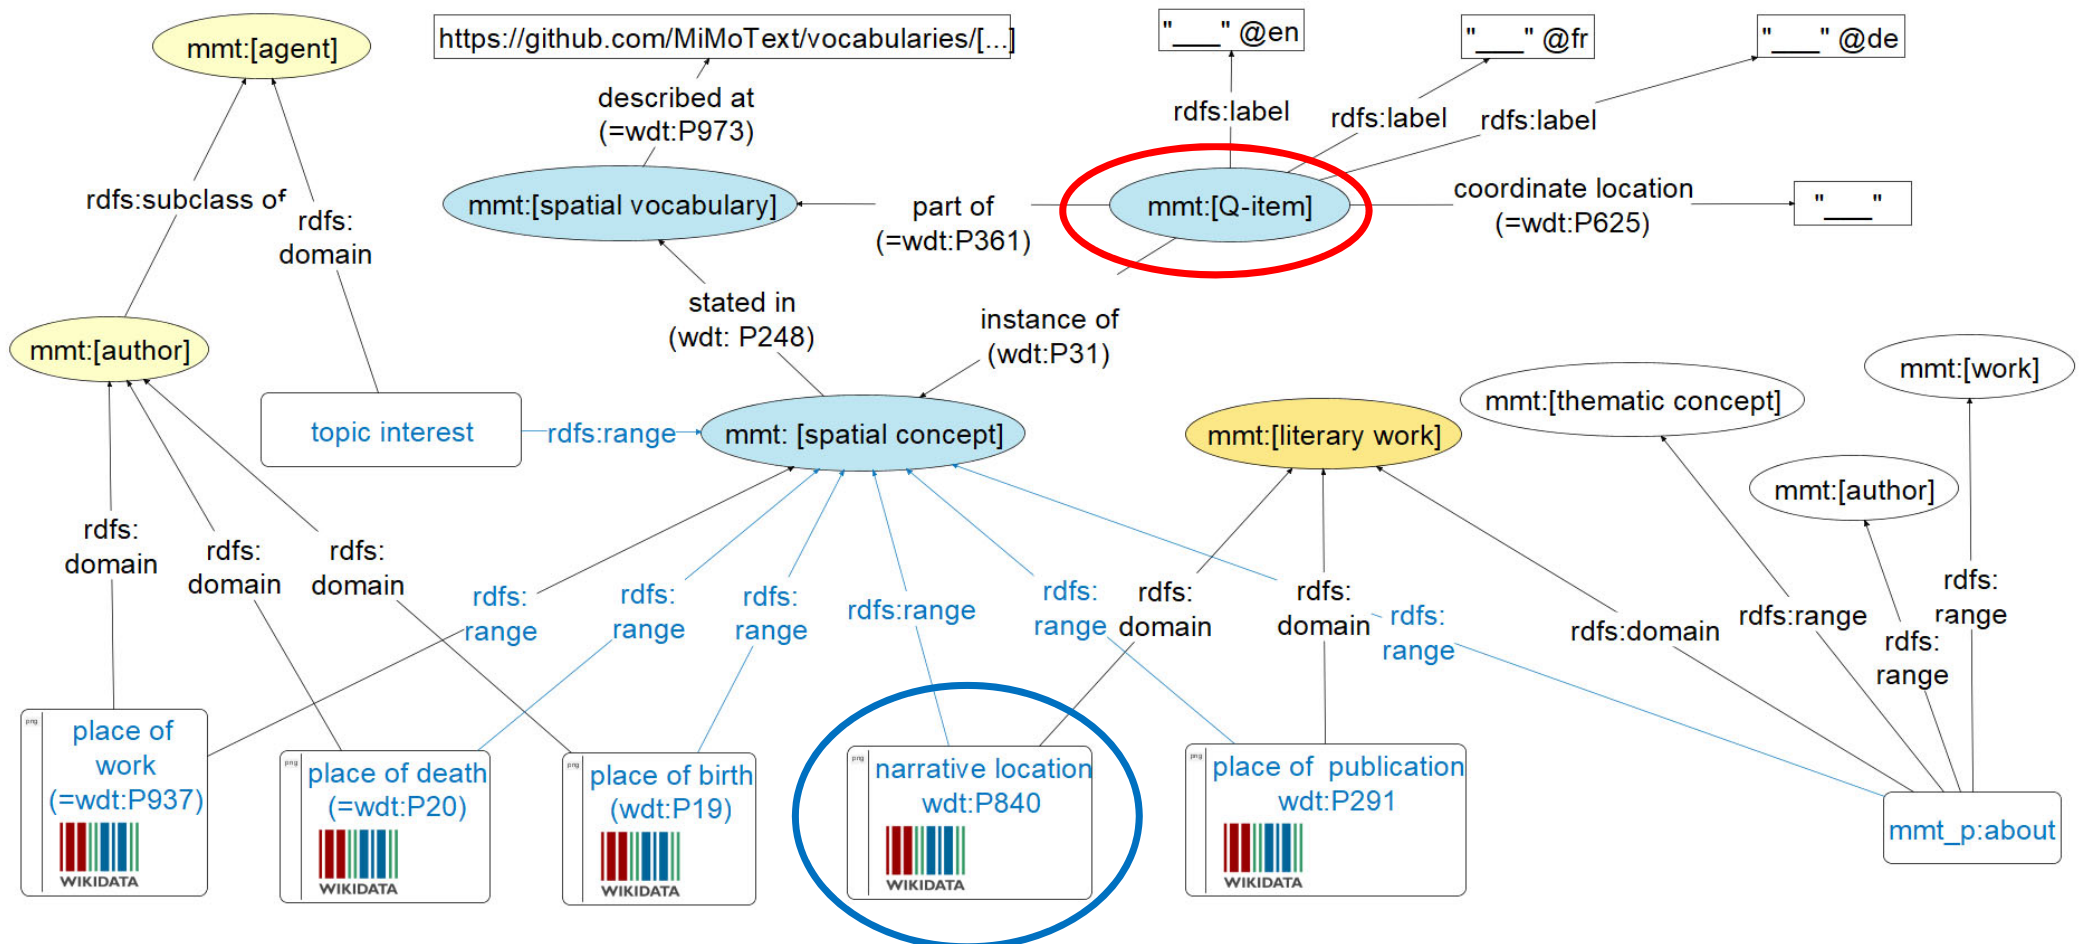 mmt:[agent]
https://github.com/MiMoText/vocabularies/[...]
"___" @en
"___" @fr
"___" @de
described at
(=wdt:P973)
rdfs:label
rdfs:label
rdfs:label
rdfs:subclass of
rdfs:
domain
mmt:[spatial vocabulary]
part of
(=wdt:P361)
mmt:[Q-item]
coordinate location
(=wdt:P625)
"___"
stated in
(wdt: P248)
instance of
(wdt:P31)
mmt:[author]
topic interest
rdfs:range
mmt: [spatial concept]
mmt:[literary work]
mmt:[thematic concept]
mmt:[work]
mmt:[author]
rdfs:
domain
rdfs:
domain
rdfs:
domain
rdfs:
range
rdfs:
range
rdfs:
range
rdfs:range
rdfs:
range
rdfs:
domain
rdfs:
domain
rdfs:
range
rdfs:domain
rdfs:range
rdfs:
range
rdfs:
range
png
place of
work
(=wdt:P937)
WIKIDATA
png
place of death
(=wdt:P20)
WIKIDATA
png
place of birth
(wdt:P19)
WIKIDATA
png
narrative location
wdt:P840
WIKIDATA
png
place of publication
wdt:P291
WIKIDATA
mmt_p:about